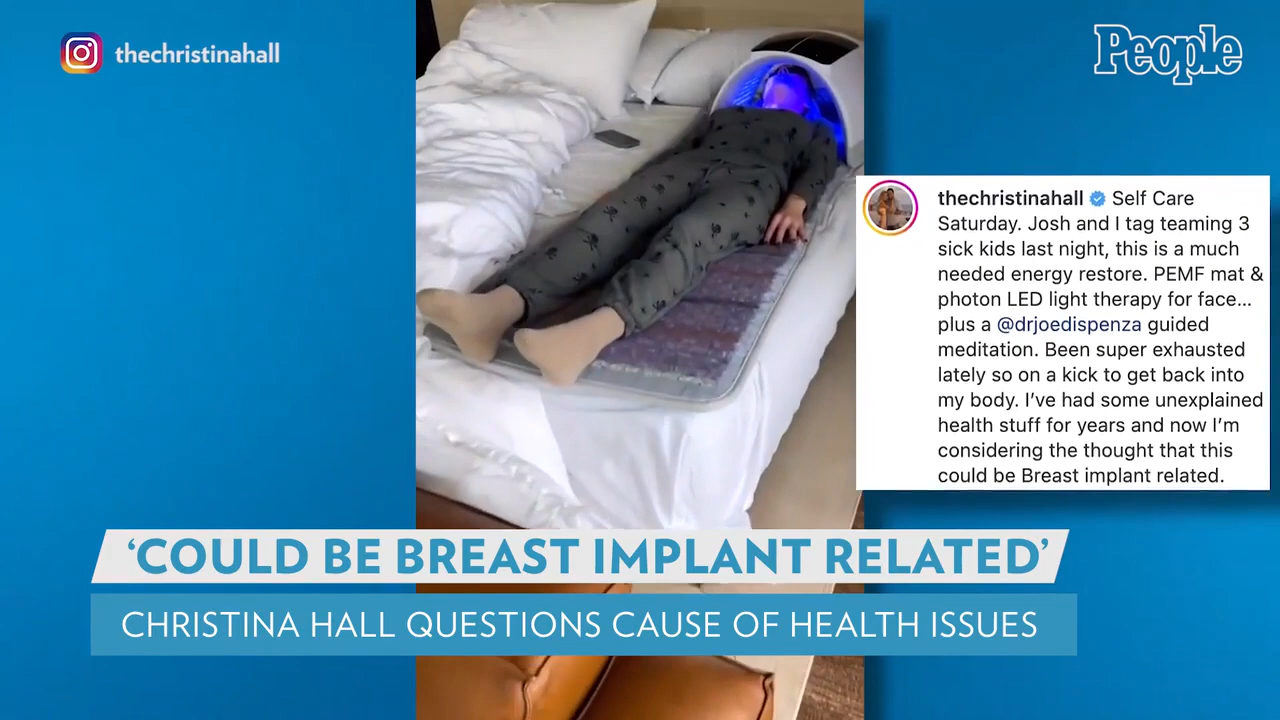 thechristinahall
People
thechristinahall Self Care
Saturday. Josh and I tag teaming 3
sick kids last night, this is a much
needed energy restore. PEMF mat &
photon LED light therapy for face...
plus a @drjoedispenza guided
meditation. Been super exhausted
lately so on a kick to get back into
my body. I’ve had some unexplained
health stuff for years and now I’m
considering the thought that this
could be Breast implant related.
‘COULD BE BREAST IMPLANT RELATED’
CHRISTINA HALL QUESTIONS CAUSE OF HEALTH ISSUES